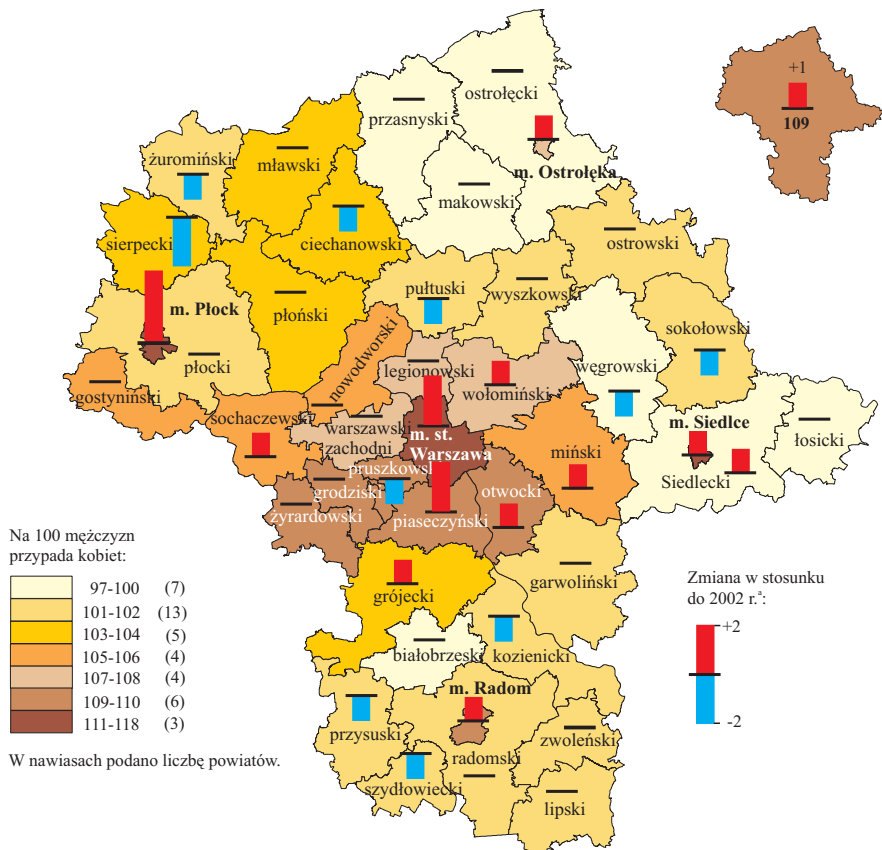 ostrołęcki
przasnyski
+1
109
żuromiński
mławski
m. Ostrołęka
makowski
sierpecki
ciechanowski
ostrowski
m. Płock
płoński
pułtuski
wyszkowski
sokołowski
płocki
nowodworski
legionowski
węgrowski
gostyniński
wołomiński
sochaczewski
warszawski
zachodni
m. st.
Warszawa
m. Siedlce
łosicki
miński
Siedlecki
pruszkowski
grodziski
otwocki
żyrardowski
piaseczyński
Na 100 mężczyzn
przypada kobiet:
97-100 (7)
101-102 (13)
103-104 (5)
105-106 (4)
107-108 (4)
109-110 (6)
111-118 (3)
W nawiasach podano liczbę powiatów.
garwoliński
grójecki
Zmiana w stosunku
do 2002 r.ª:
+2
-2
białobrzeski
kozienicki
m. Radom
przysuski
zwoleński
radomski
szydłowiecki
lipski